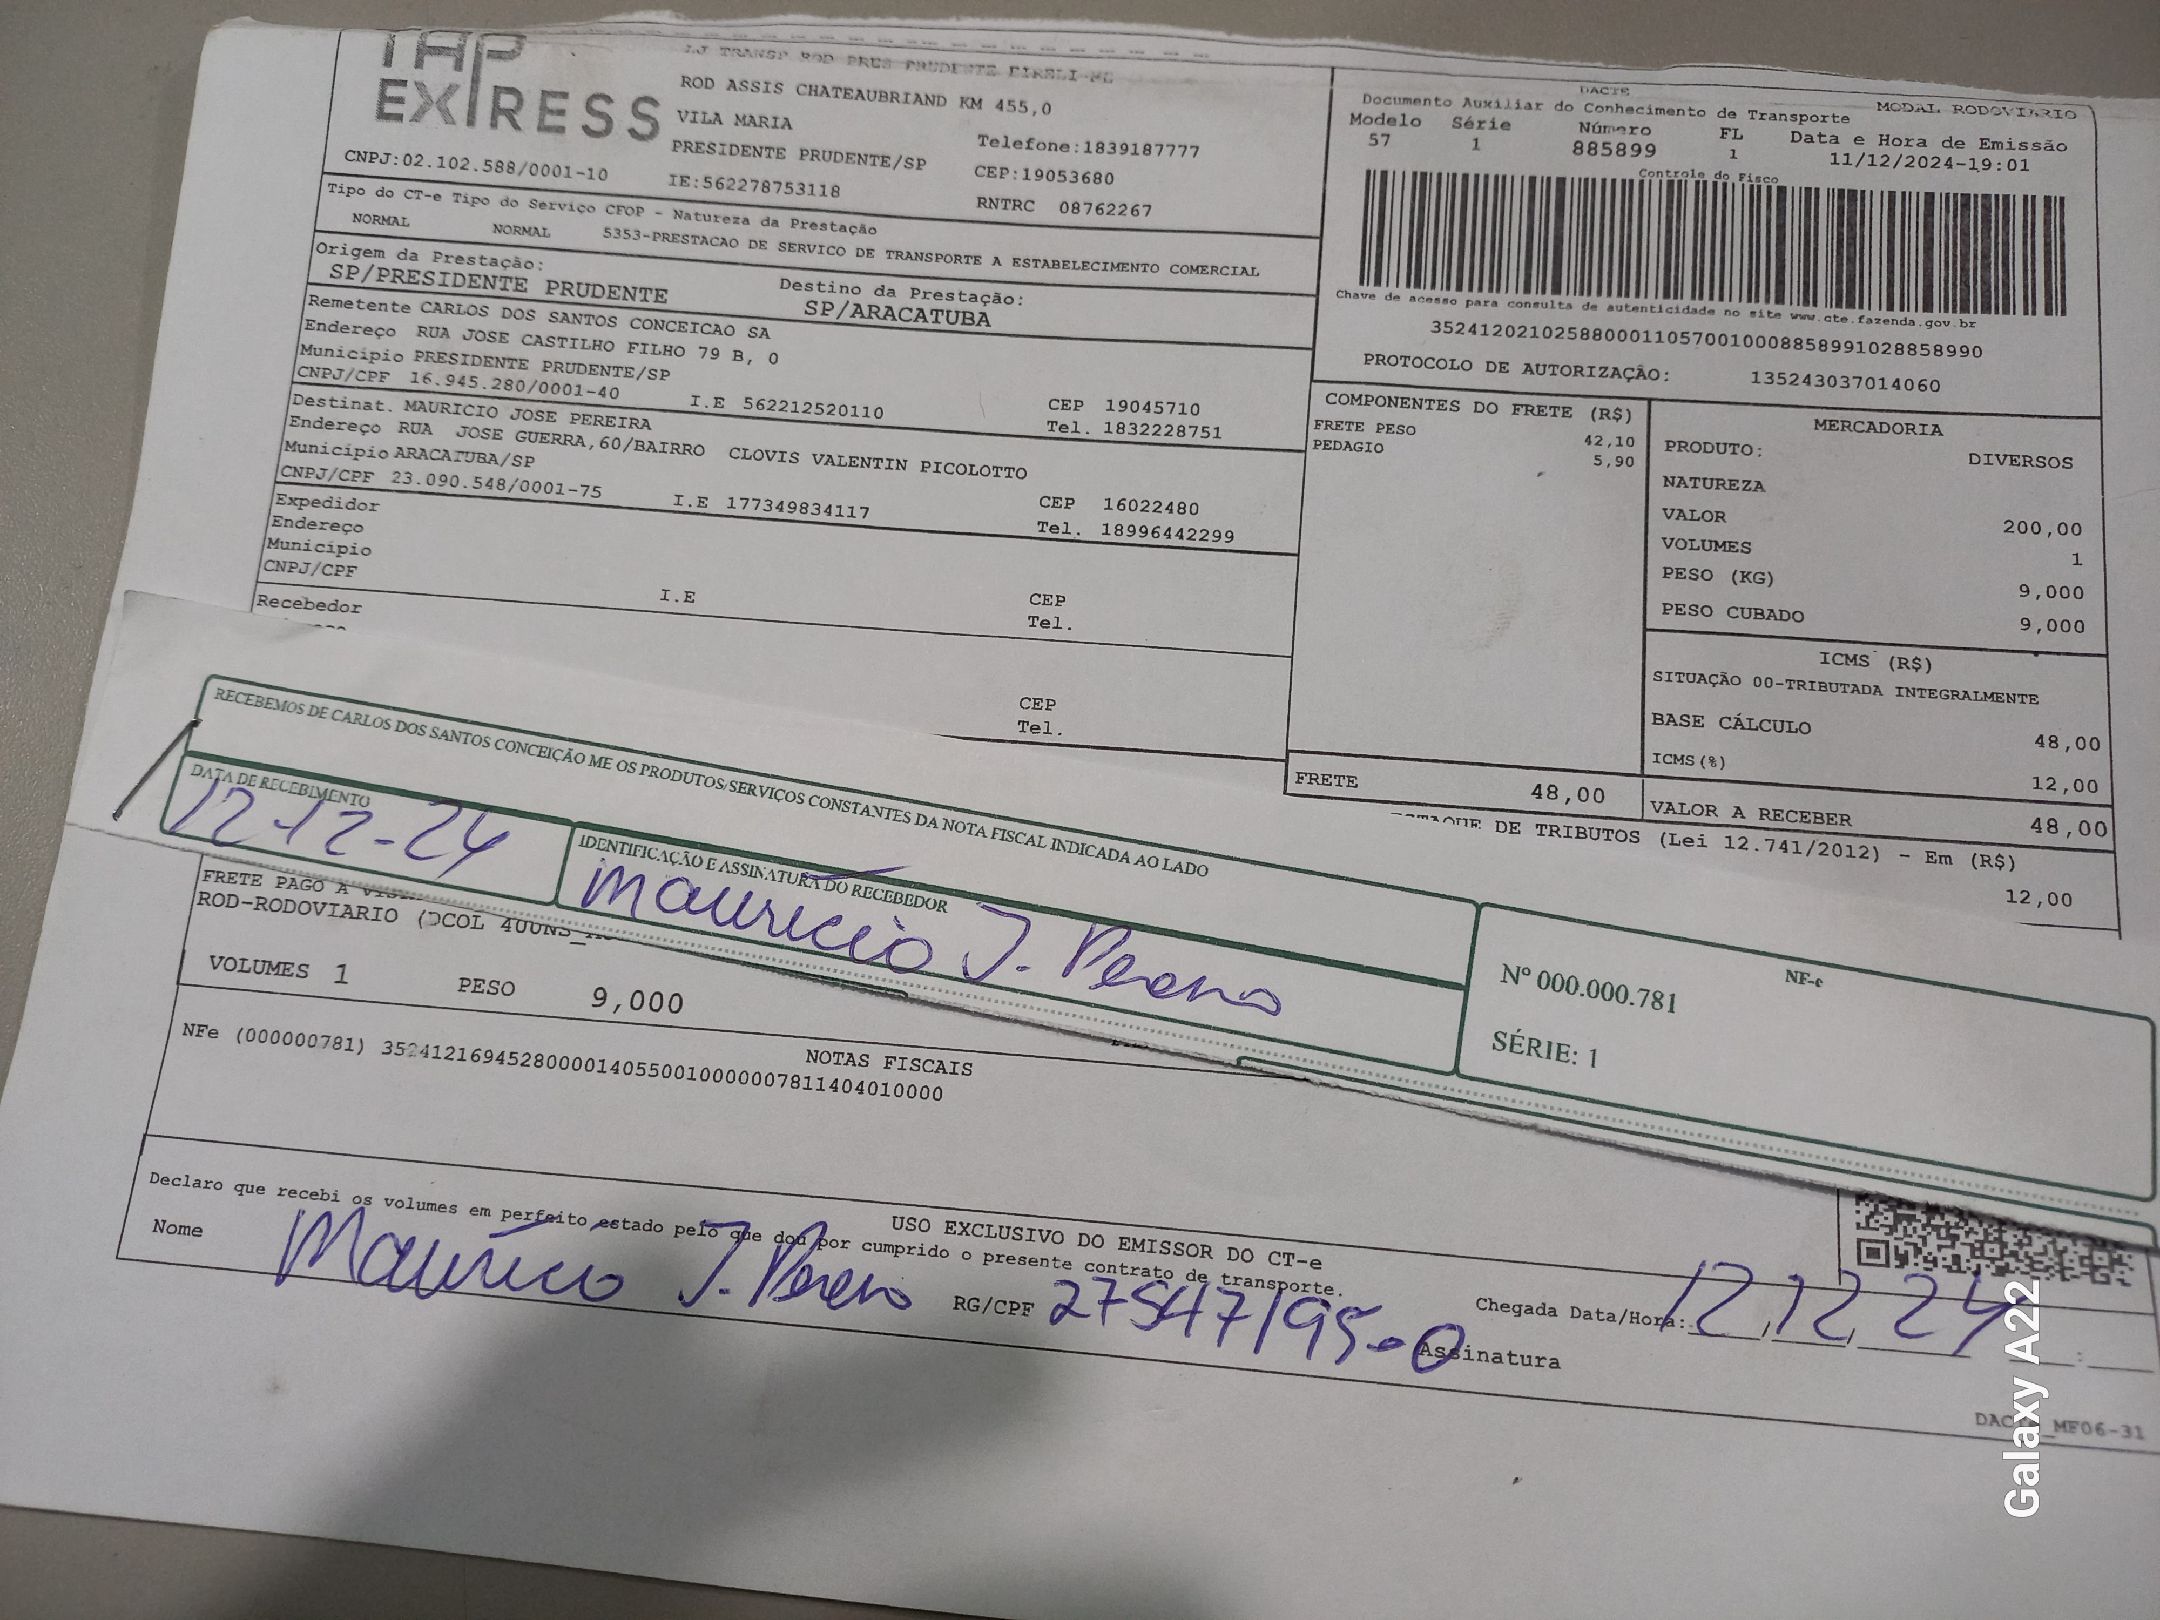 TAP
EXPRESS
LJ TRANSP ROD PRES PRUDENTE EIRELI-ME
ROD ASSIS CHATEAUBRIAND KM 455,0
VILA MARIA
PRESIDENTE PRUDENTE/SP
Telefone:1839187777
CNPJ:02.102.588/0001-10
IE:562278753118
CEP:19053680
RNTRC 08762267
Tipo do CT-e Tipo do Serviço CFOP - Natureza da Prestação
NORMAL NORMAL 5353-PRESTACAO DE SERVICO DE TRANSPORTE A ESTABELECIMENTO COMERCIAL
Origem da Prestação:
SP/PRESIDENTE PRUDENTE
Destino da Prestação:
SP/ARACATUBA
Remetente CARLOS DOS SANTOS CONCEICAO SA
Endereço RUA JOSE CASTILHO FILHO 79 B, 0
Município PRESIDENTE PRUDENTE/SP
CNPJ/CPF 16.945.280/0001-40 I.E 562212520110
CEP 19045710
Tel. 1832228751
Destinat. MAURICIO JOSE PEREIRA
Endereço RUA JOSE GUERRA,60/BAIRRO CLOVIS VALENTIN PICOLOTTO
Município ARACATUBA/SP
CNPJ/CPF 23.090.548/0001-75 I.E 177349834117
CEP 16022480
Tel. 18996442299
Expedidor
Endereço
Município
CNPJ/CPF
I.E
CEP
Tel.
Recebedor
CEP
Tel.
DACTE
MODAL RODOVIARIO
Documento Auxiliar do Conhecimento de Transporte
Modelo Série Número FL Data e Hora de Emissão
57 1 885899 1 11/12/2024-19:01
Controle do Fisco
Chave de acesso para consulta de autenticidade no site www.cte.fazenda.gov.br
35241202102588000110570010008858991028858990
PROTOCOLO DE AUTORIZAÇÃO: 135243037014060
COMPONENTES DO FRETE (R$)
FRETE PESO 42,10
PEDAGIO 5,90
MERCADORIA
PRODUTO: DIVERSOS
NATUREZA
VALOR 200,00
VOLUMES 1
PESO (KG) 9,000
PESO CUBADO 9,000
ICMS (R$)
SITUAÇÃO 00-TRIBUTADA INTEGRALMENTE
BASE CÁLCULO 48,00
ICMS(%) 12,00
FRETE 48,00
VALOR A RECEBER 48,00
DE TRIBUTOS (Lei 12.741/2012) - Em (R$)
12,00
RECEBEMOS DE CARLOS DOS SANTOS CONCEIÇÃO ME OS PRODUTOS/SERVIÇOS CONSTANTES DA NOTA FISCAL INDICADA AO LADO
DATA DE RECEBIMENTO
12-12-24
IDENTIFICAÇÃO E ASSINATURA DO RECEBEDOR
Mauricio J. Pereira
NF-e
Nº 000.000.781
SÉRIE: 1
FRETE PAGO A
ROD-RODOVIARIO
VOLUMES 1 PESO 9,000
NOTAS FISCAIS
NFe (000000781) 35241216945280000140550010000007811404010000
USO EXCLUSIVO DO EMISSOR DO CT-e
Declaro que recebi os volumes em perfeito estado pelo que dou por cumprido o presente contrato de transporte.
Nome Mauricio J. Pereira RG/CPF 27547195-0
Chegada Data/Hora: 12 12 24
Assinatura
MF06-31
Galaxy A22